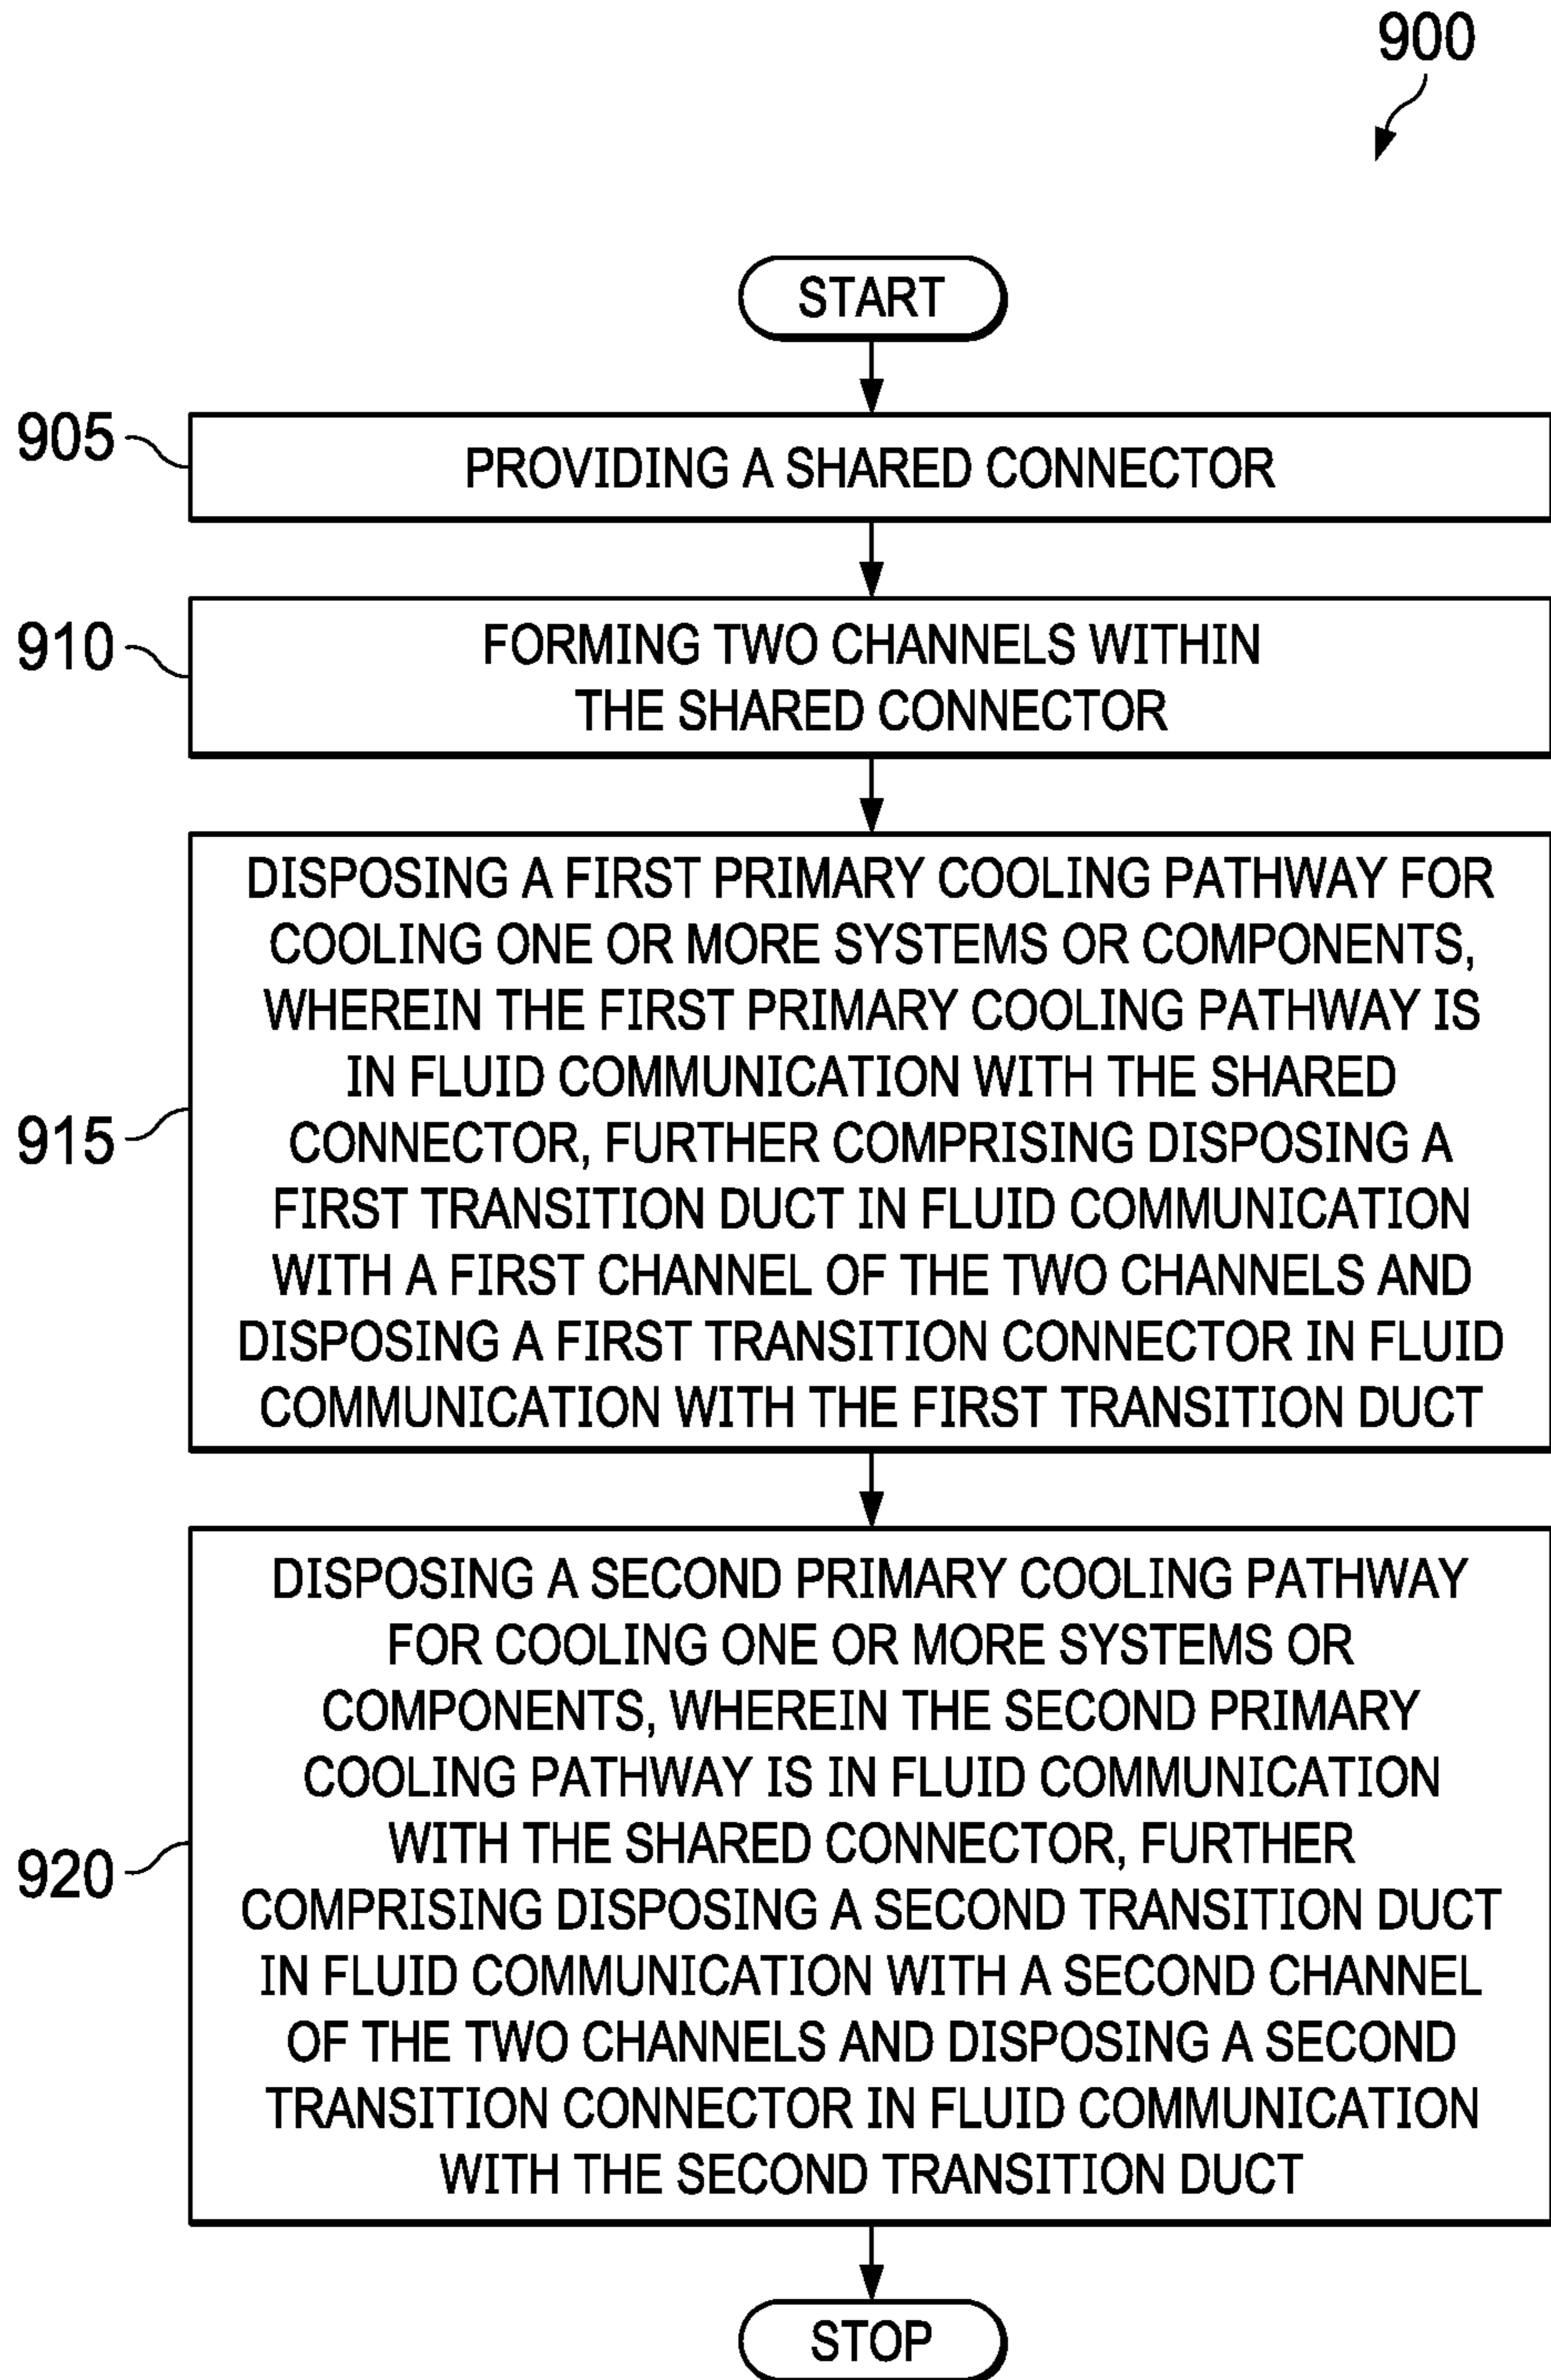 900
START
905
PROVIDING A SHARED CONNECTOR
910
FORMING TWO CHANNELS WITHIN
THE SHARED CONNECTOR
915
DISPOSING A FIRST PRIMARY COOLING PATHWAY FOR
COOLING ONE OR MORE SYSTEMS OR COMPONENTS,
WHEREIN THE FIRST PRIMARY COOLING PATHWAY IS
IN FLUID COMMUNICATION WITH THE SHARED
CONNECTOR, FURTHER COMPRISING DISPOSING A
FIRST TRANSITION DUCT IN FLUID COMMUNICATION
WITH A FIRST CHANNEL OF THE TWO CHANNELS AND
DISPOSING A FIRST TRANSITION CONNECTOR IN FLUID
COMMUNICATION WITH THE FIRST TRANSITION DUCT
920
DISPOSING A SECOND PRIMARY COOLING PATHWAY
FOR COOLING ONE OR MORE SYSTEMS OR
COMPONENTS, WHEREIN THE SECOND PRIMARY
COOLING PATHWAY IS IN FLUID COMMUNICATION
WITH THE SHARED CONNECTOR, FURTHER
COMPRISING DISPOSING A SECOND TRANSITION DUCT
IN FLUID COMMUNICATION WITH A SECOND CHANNEL
OF THE TWO CHANNELS AND DISPOSING A SECOND
TRANSITION CONNECTOR IN FLUID COMMUNICATION
WITH THE SECOND TRANSITION DUCT
STOP